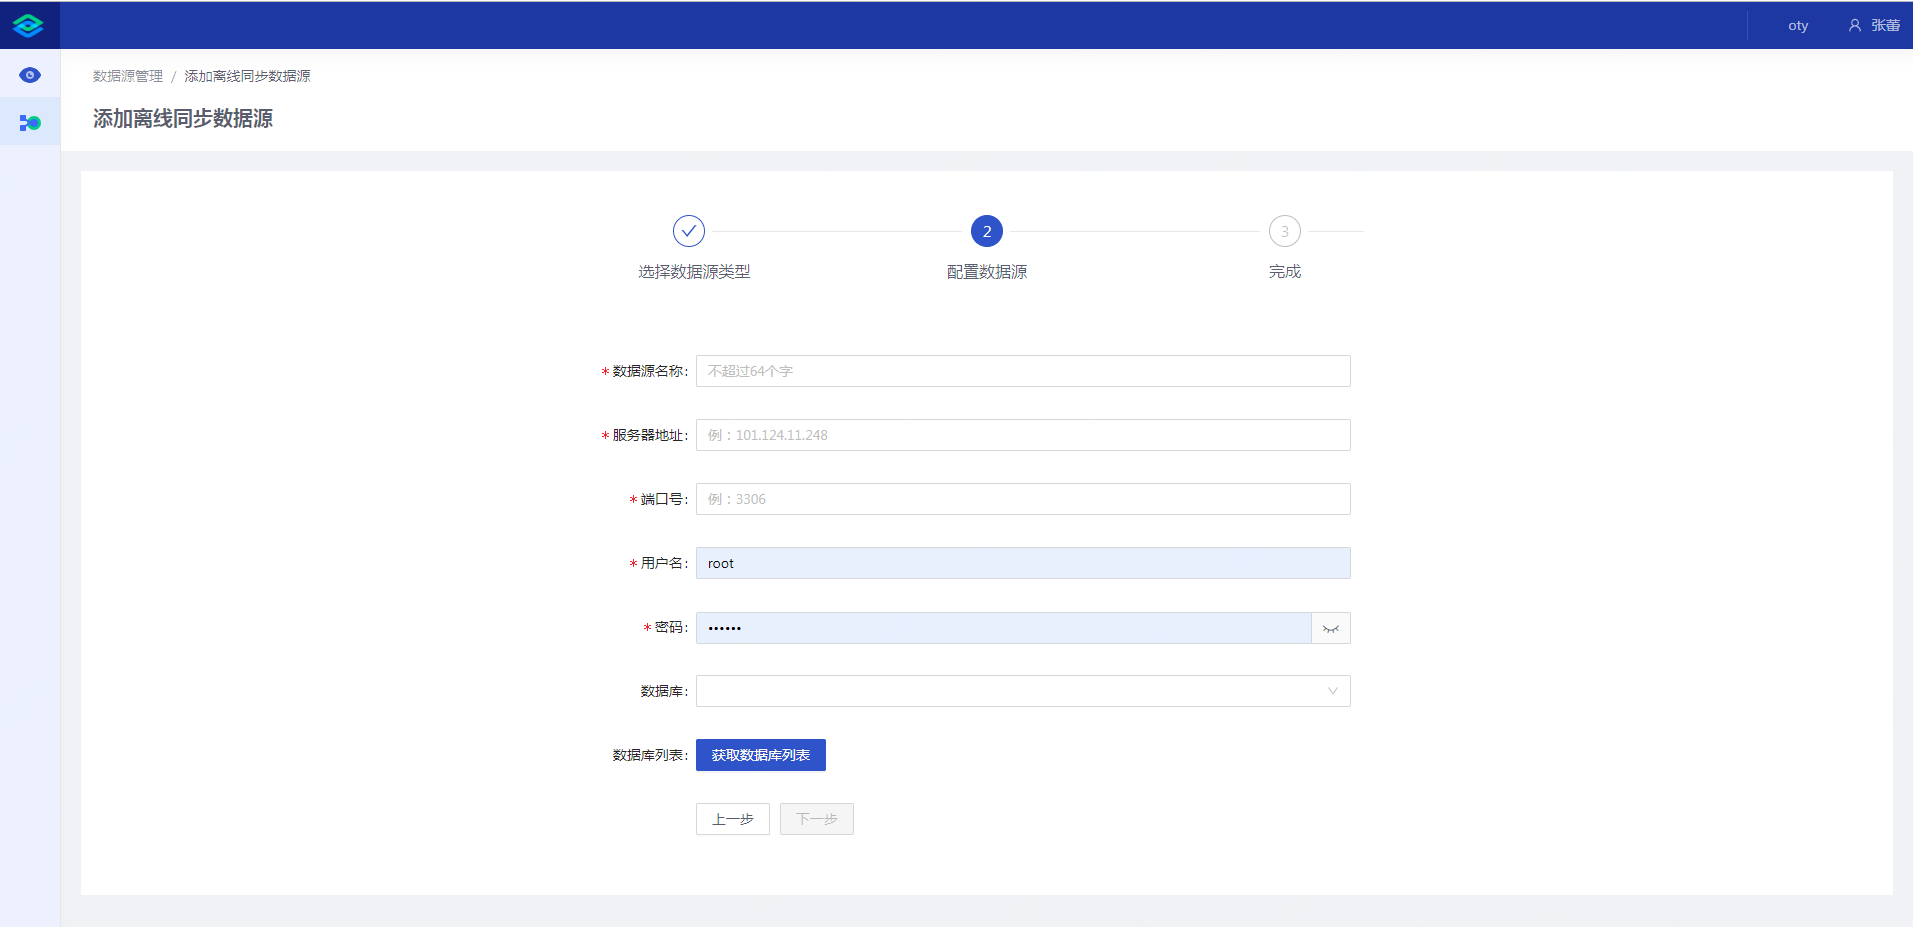 oty 张蕾
数据源管理 / 添加离线同步数据源
添加离线同步数据源
2 3
选择数据源类型 配置数据源 完成
* 数据源名称: 不超过64个字
* 服务器地址: 例：101.124.11.248
* 端口号: 例：3306
* 用户名: root
* 密码: ••••••
数据库:
数据库列表: 获取数据库列表
上一步 下一步